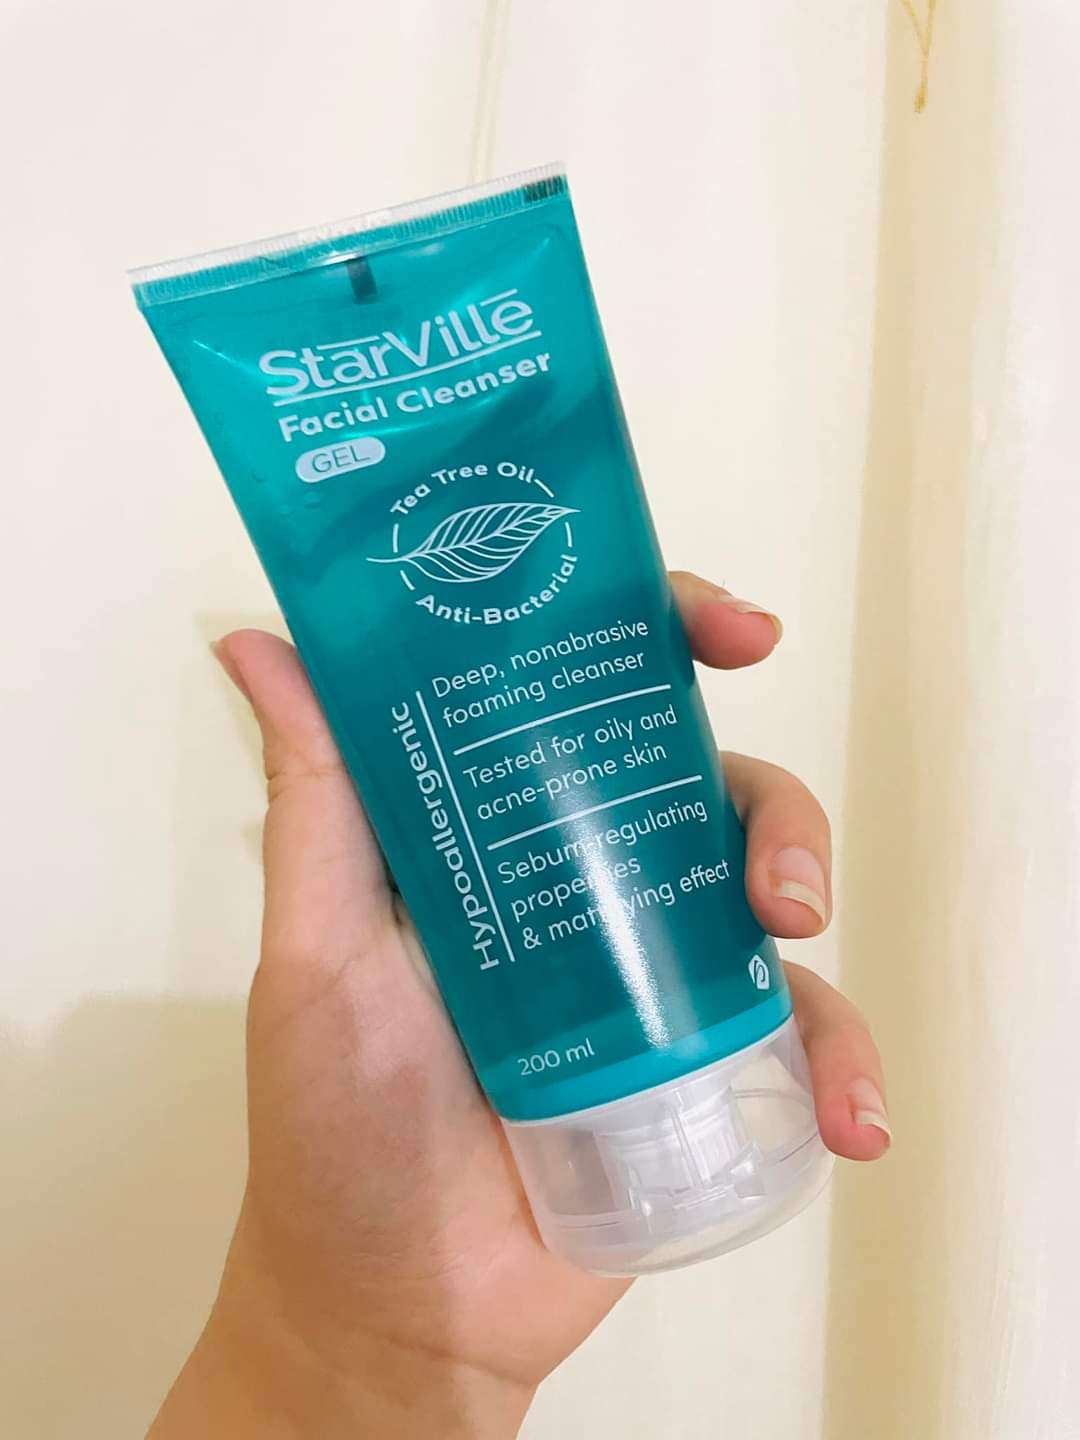 StarVille
Facial Cleanser
GEL
Tea Tree Oil
Anti-Bacterial
Hypoallergenic
Deep, nonabrasive
foaming cleanser
Tested for oily and
acne-prone skin
Sebum-regulating
properties
& mattifying effect
200 ml